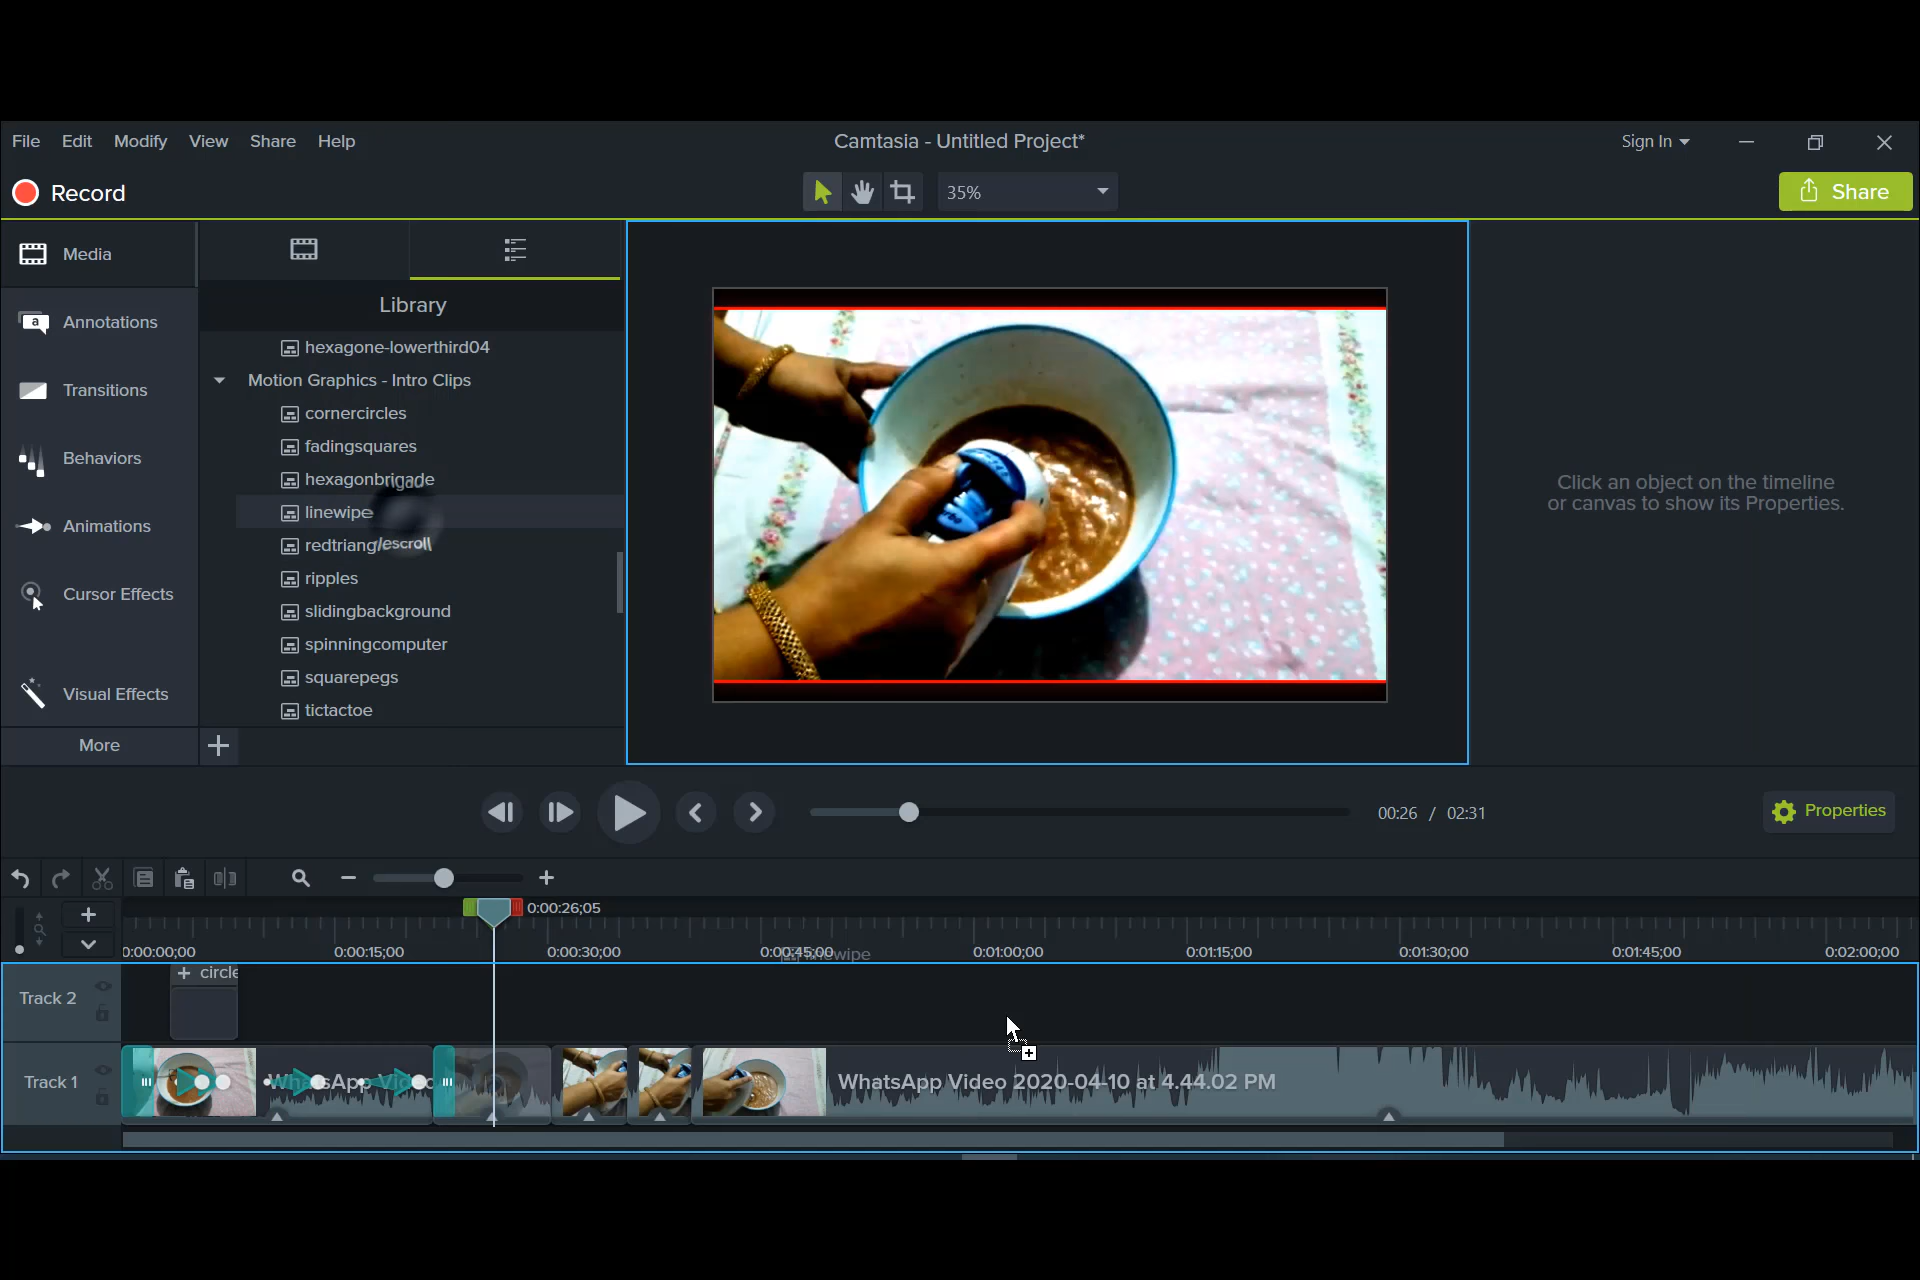 File Edit Modify View Share Help
Camtasia - Untitled Project*
Sign In
Record
35%
Share
Media
Annotations
Transitions
Behaviors
Animations
Cursor Effects
Visual Effects
More
Library
hexagone-lowerthird04
Motion Graphics - Intro Clips
cornercircles
fadingsquares
hexagonbrigade
linewipe
redtrianglescroll
ripples
slidingbackground
spinningcomputer
squarepegs
tictactoe
Click an object on the timeline
or canvas to show its Properties.
00:26 / 02:31
Properties
0:00:26;05
0:00:00;00 0:00:15;00 0:00:30;00 0:00:45;00 0:01:00;00 0:01:15;00 0:01:30;00 0:01:45;00 0:02:00;00
linewipe
Track 2
circle
Track 1
WhatsApp Video
WhatsApp Video 2020-04-10 at 4.44.02 PM